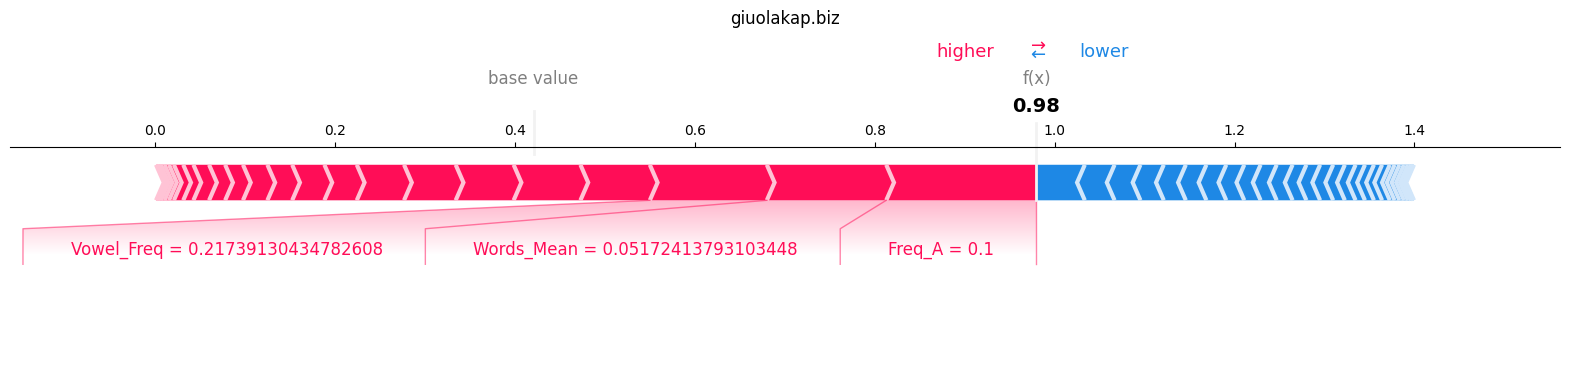 giuolakap.biz
higher → ← lower
base value f(x)
0.98
0.0 0.2 0.4 0.6 0.8 1.0 1.2 1.4
Vowel_Freq = 0.21739130434782608 Words_Mean = 0.05172413793103448 Freq_A = 0.1